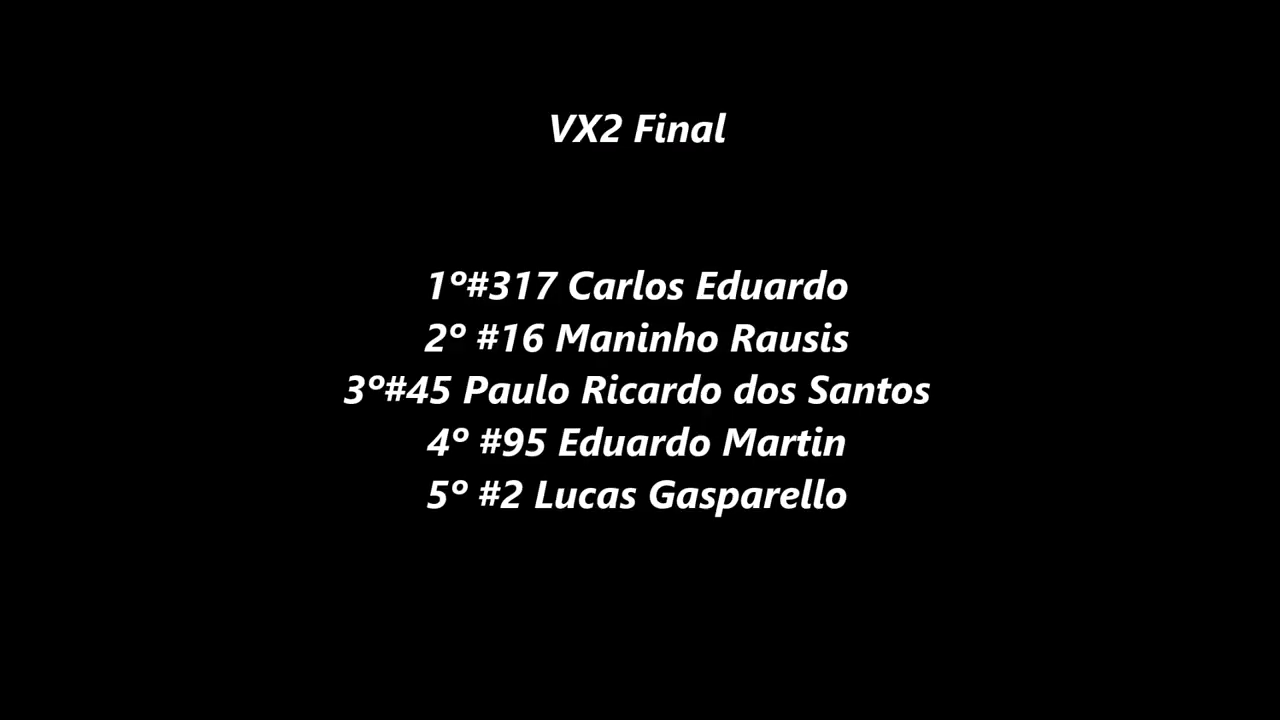 VX2 Final
1º#317 Carlos Eduardo
2º #16 Maninho Rausis
3º#45 Paulo Ricardo dos Santos
4º #95 Eduardo Martin
5º #2 Lucas Gasparello